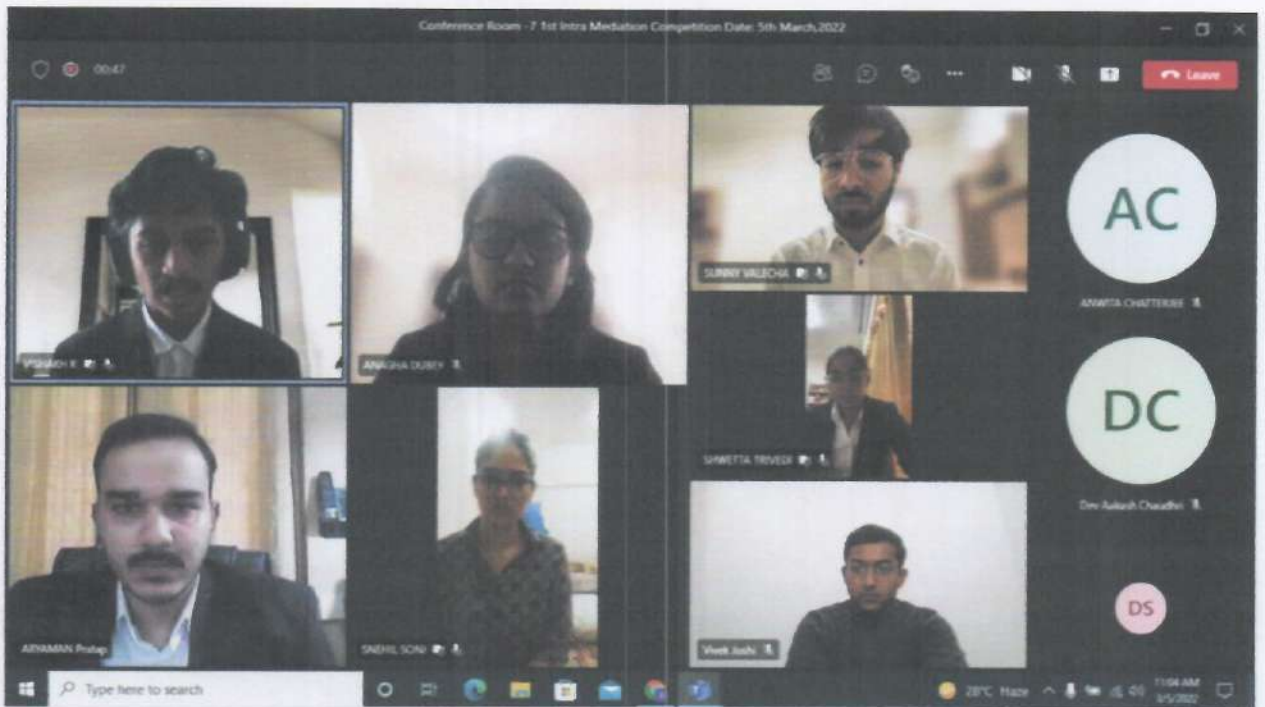 Conference Room -7 1st Intra Mediation Competition Date: 5th March,2022
00:47
Leave
VISHAKH K
ANAGHA DUBEY
SUNNY VALECHA
AC
ANWITA CHATTERJEE
SHWETTA TRIVEDI
DC
Dev Aakash Chaudhri
ARYAMAN Pratap
SNEHIL SONI
Vivek Joshi
DS
Type here to search
28°C Haze
11:04 AM
3/5/2022